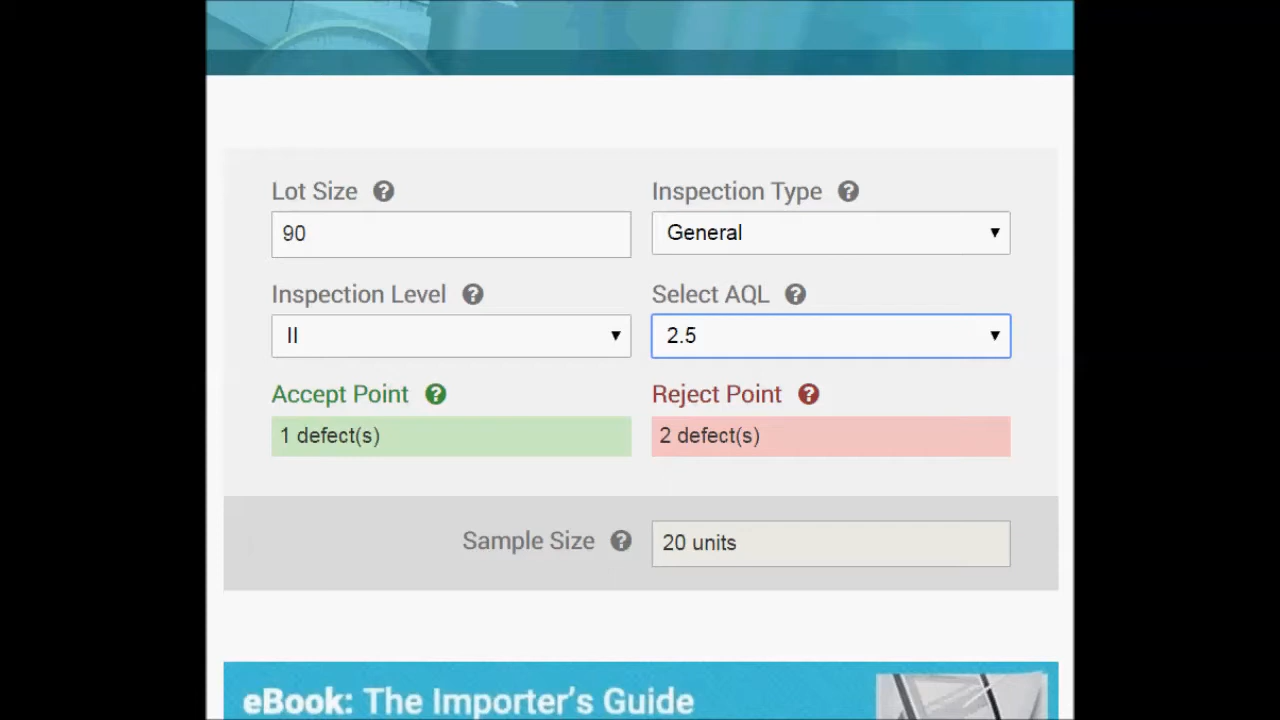 Lot Size
Inspection Type
90
General
Inspection Level
Select AQL
II
2.5
Accept Point
Reject Point
1 defect(s)
2 defect(s)
Sample Size
20 units
eBook: The Importer's Guide